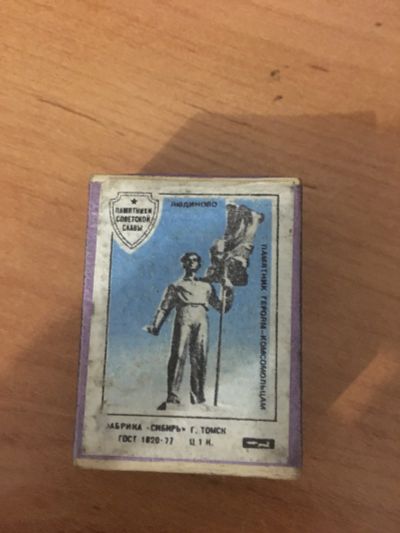 ПАМЯТНИКИ
СОВЕТСКОЙ
СЛАВЫ
ЛЮДИНОВО
ПАМЯТНИК ГЕРОЯМ-КОМСОМОЛЬЦАМ
ФАБРИКА «СИБИРЬ» Г. ТОМСК
ГОСТ 1820-77 Ц.1 К.